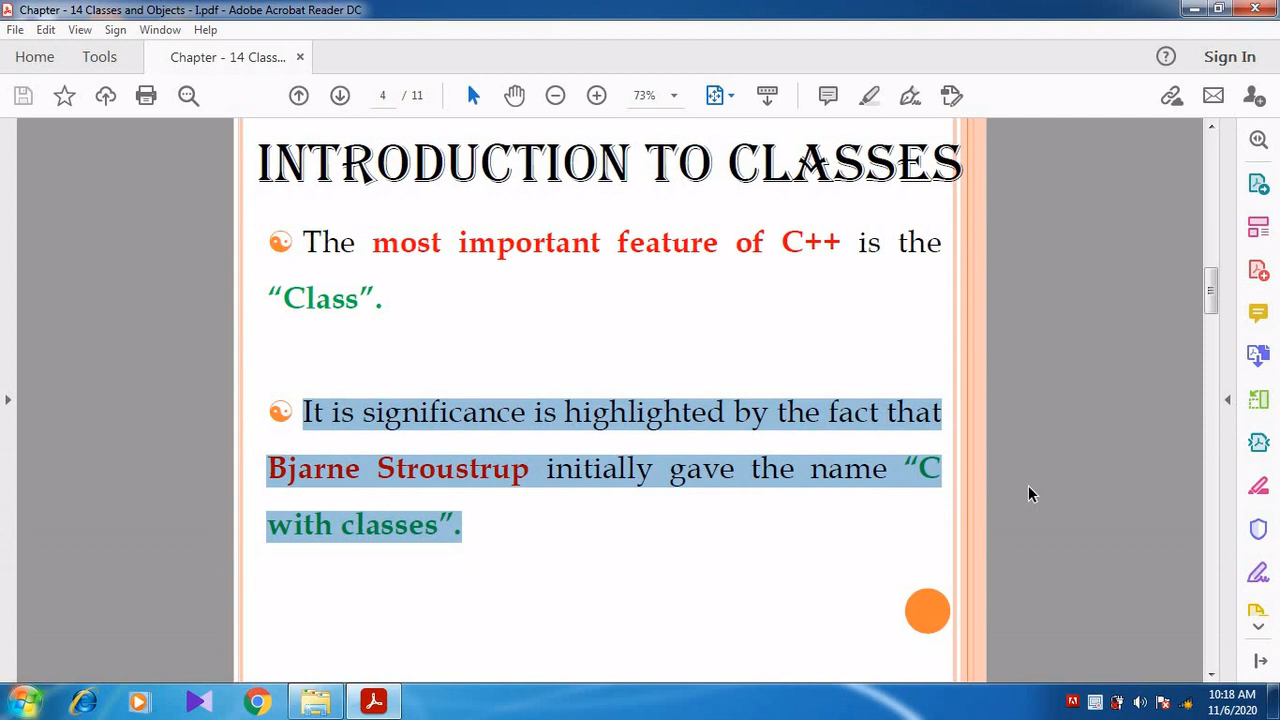 Chapter - 14 Classes and Objects - I.pdf - Adobe Acrobat Reader DC
File Edit View Sign Window Help
Home Tools Chapter - 14 Class... × Sign In
4 / 11 73%
INTRODUCTION TO CLASSES
The most important feature of C++ is the
“Class”.
It is significance is highlighted by the fact that
Bjarne Stroustrup initially gave the name “C
with classes”.
10:18 AM
11/6/2020